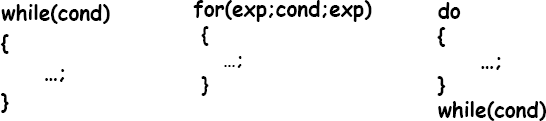 while(cond)
{
...;
}
for(exp;cond;exp)
{
...;
}
do
{
...;
}
while(cond)